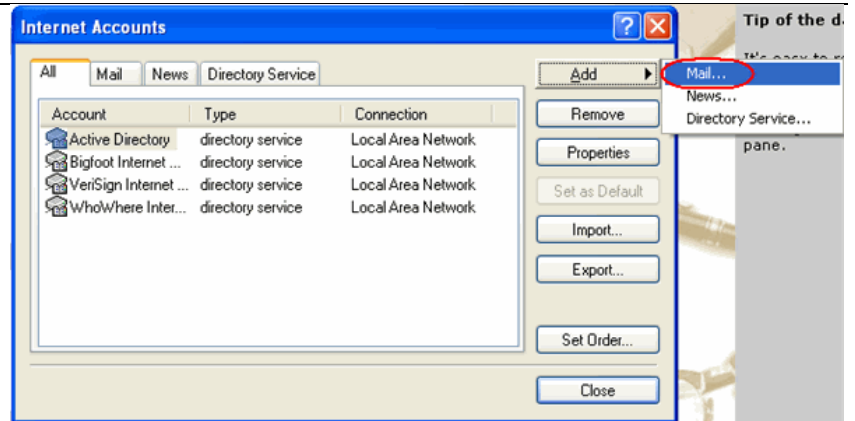 Internet Accounts
Tip of the d
All Mail News Directory Service
Add
Mail...
News...
Directory Service...
pane.
Account Type Connection
Active Directory directory service Local Area Network
Bigfoot Internet ... directory service Local Area Network
VeriSign Internet ... directory service Local Area Network
WhoWhere Inter... directory service Local Area Network
Remove
Properties
Set as Default
Import...
Export...
Set Order...
Close